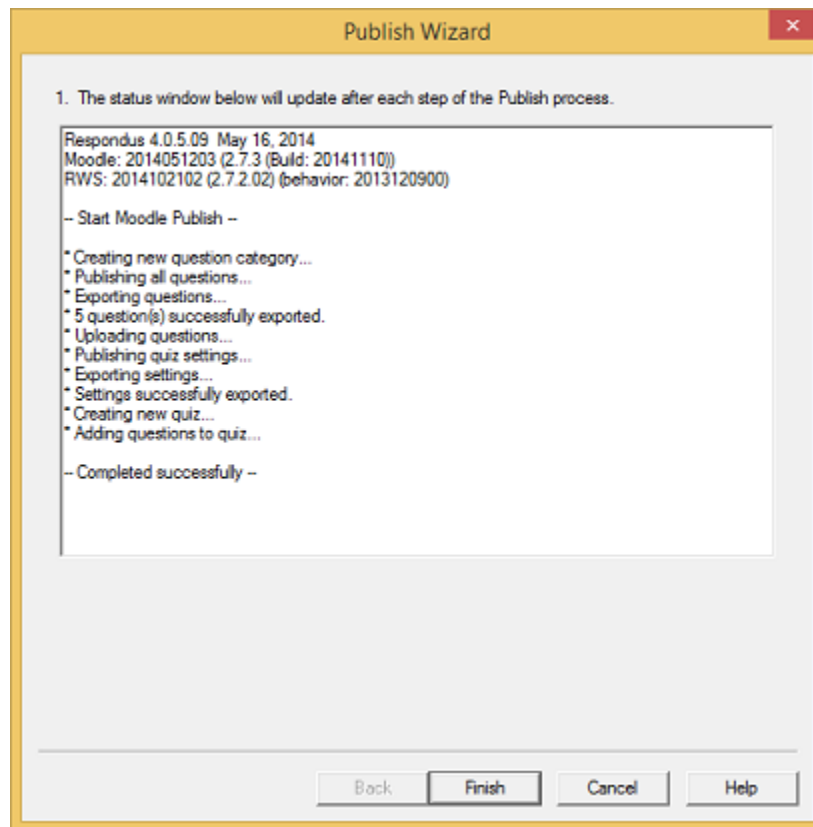 Publish Wizard
1. The status window below will update after each step of the Publish process.
Respondus 4.0.5.09 May 16, 2014
Moodle: 2014051203 (2.7.3 (Build: 20141110))
RWS: 2014102102 (2.7.2.02) (behavior: 2013120900)
-- Start Moodle Publish --
* Creating new question category...
* Publishing all questions...
* Exporting questions...
* 5 question(s) successfully exported.
* Uploading questions...
* Publishing quiz settings...
* Exporting settings...
* Settings successfully exported.
* Creating new quiz...
* Adding questions to quiz...
-- Completed successfully --
Back Finish Cancel Help